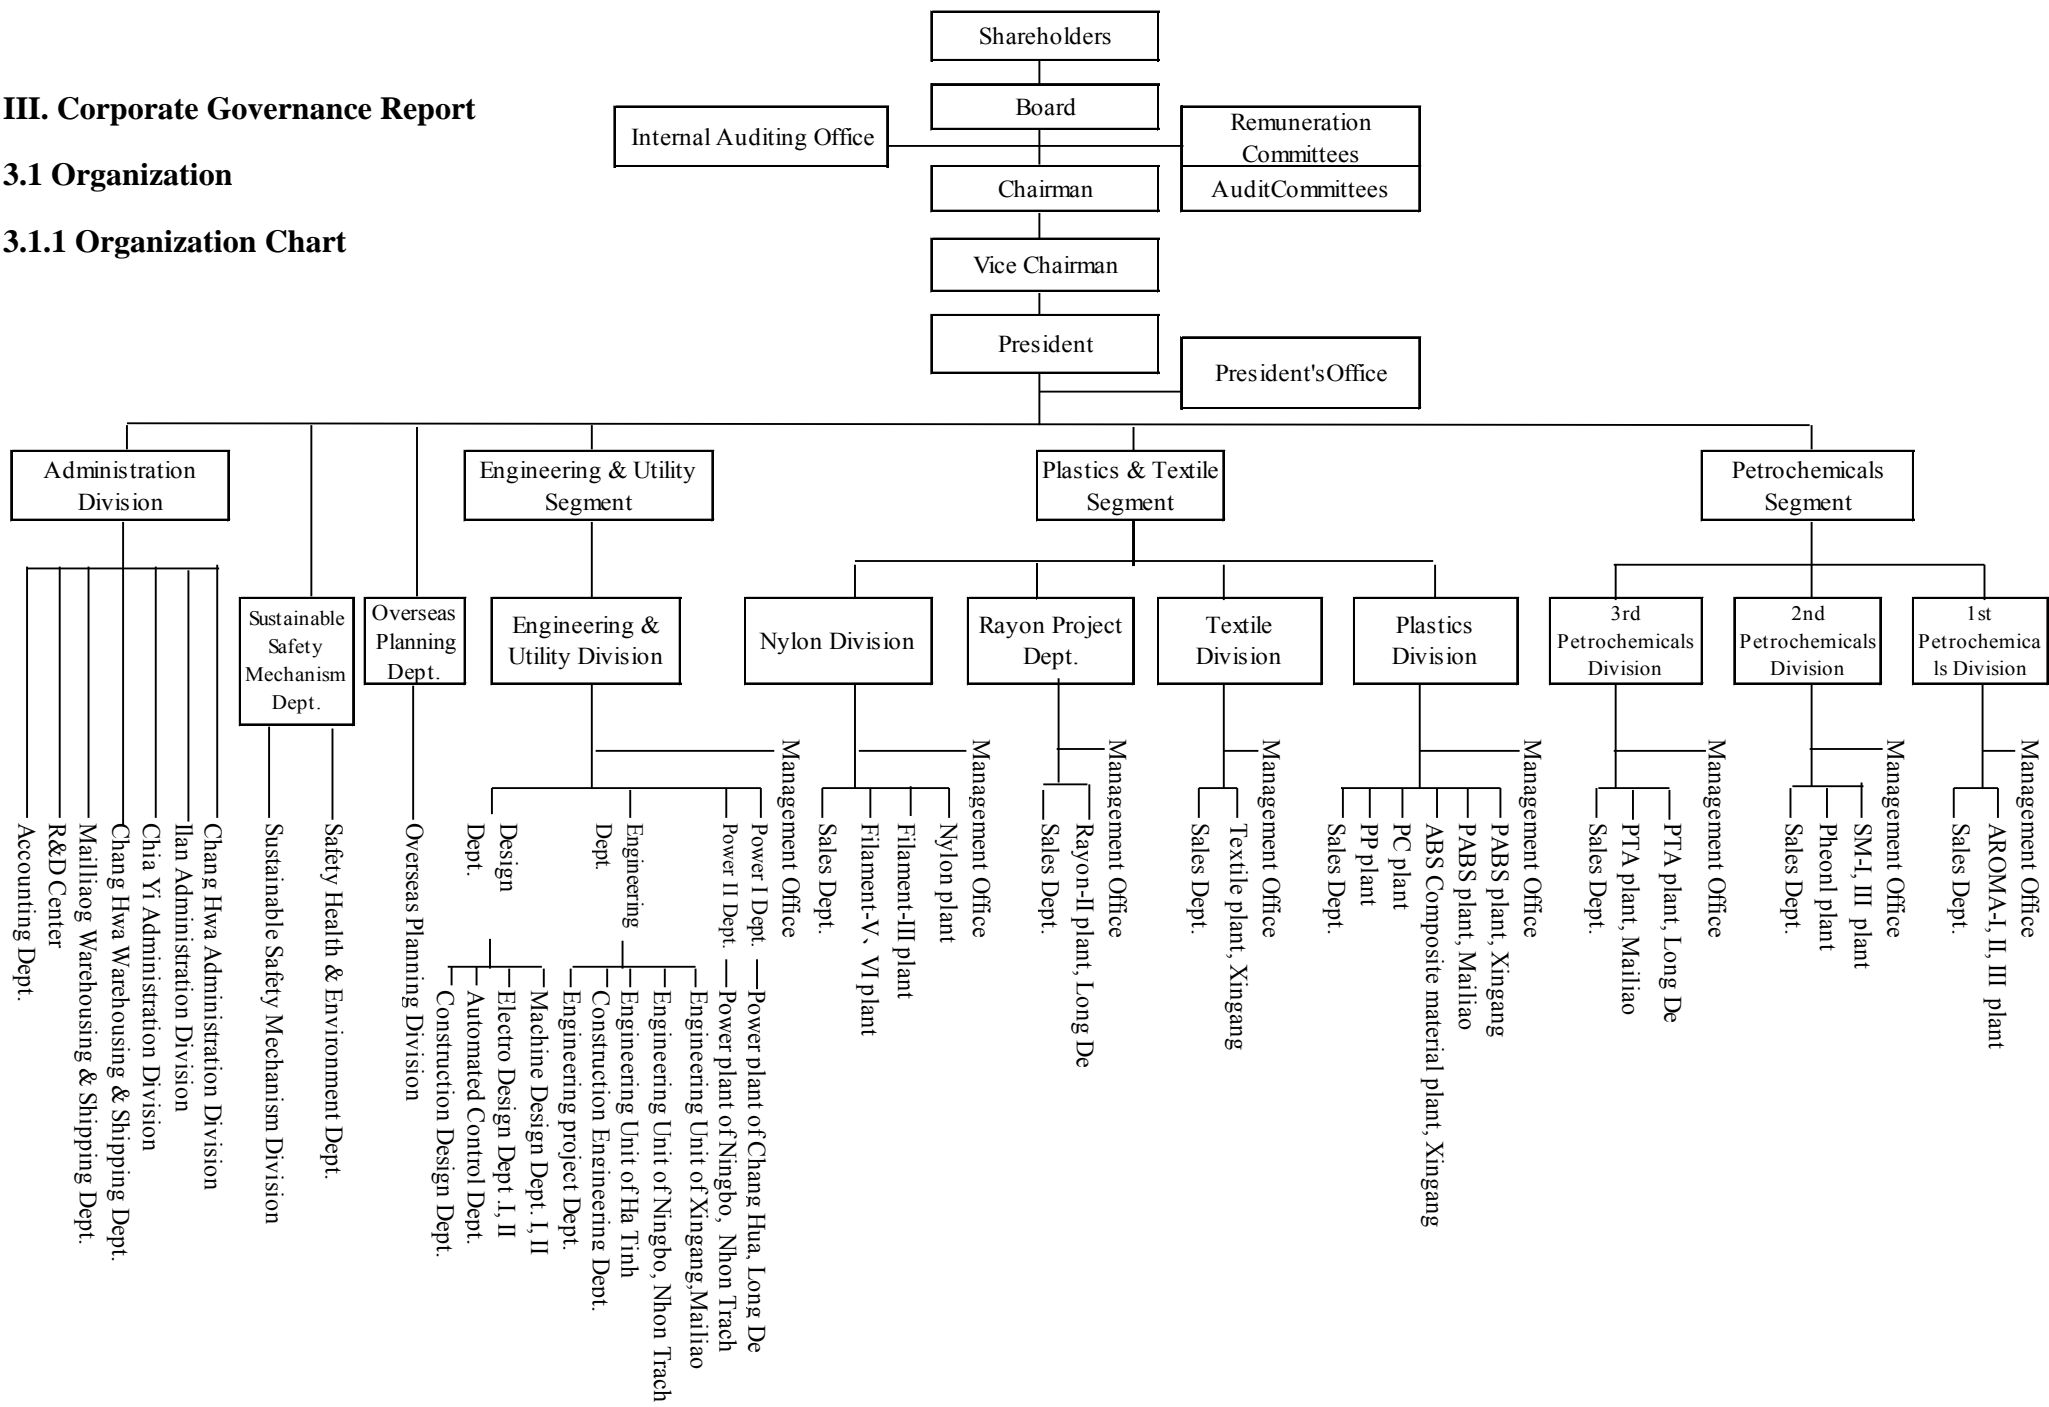 III. Corporate Governance Report
3.1 Organization
3.1.1 Organization Chart
Shareholders
Board
Internal Auditing Office
Remuneration
Committees
AuditCommittees
Chairman
Vice Chairman
President
President'sOffice
Administration
Division
Engineering & Utility
Segment
Plastics & Textile
Segment
Petrochemicals
Segment
Sustainable
Safety
Mechanism
Dept.
Overseas
Planning
Dept.
Engineering &
Utility Division
Nylon Division
Rayon Project
Dept.
Textile
Division
Plastics
Division
3rd
Petrochemicals
Division
2nd
Petrochemicals
Division
1st
Petrochemica
ls Division
Accounting Dept.
R&D Center
Mailliaog Warehousing & Shipping Dept.
Chang Hwa Warehousing & Shipping Dept.
Chia Yi Administration Division
Ilan Administration Division
Chang Hwa Administration Division
Sustainable Safety Mechanism Division
Safety Health & Environment Dept.
Overseas Planning Division
Design
Dept.
Engineering
Dept.
Power II Dept.
Power I Dept.
Management Office
Construction Design Dept.
Automated Control Dept.
Electro Design Dept .I, II
Machine Design Dept. I, II
Engineering project Dept.
Construction Engineering Dept.
Engineering Unit of Ha Tinh
Engineering Unit of Ningbo, Nhon Trach
Engineering Unit of Xingang,Mailiao
Power plant of Ningbo, Nhon Trach
Power plant of Chang Hua, Long De
Sales Dept.
Filament-V、VI plant
Filament-III plant
Nylon plant
Management Office
Sales Dept.
Rayon-II plant, Long De
Management Office
Sales Dept.
Textile plant, Xingang
Management Office
Sales Dept.
PP plant
PC plant
ABS Composite material plant, Xingang
PABS plant, Mailiao
PABS plant, Xingang
Management Office
Sales Dept.
PTA plant, Mailiao
PTA plant, Long De
Management Office
Sales Dept.
Pheonl plant
SM-I, III plant
Management Office
Sales Dept.
AROMA-I, II, III plant
Management Office